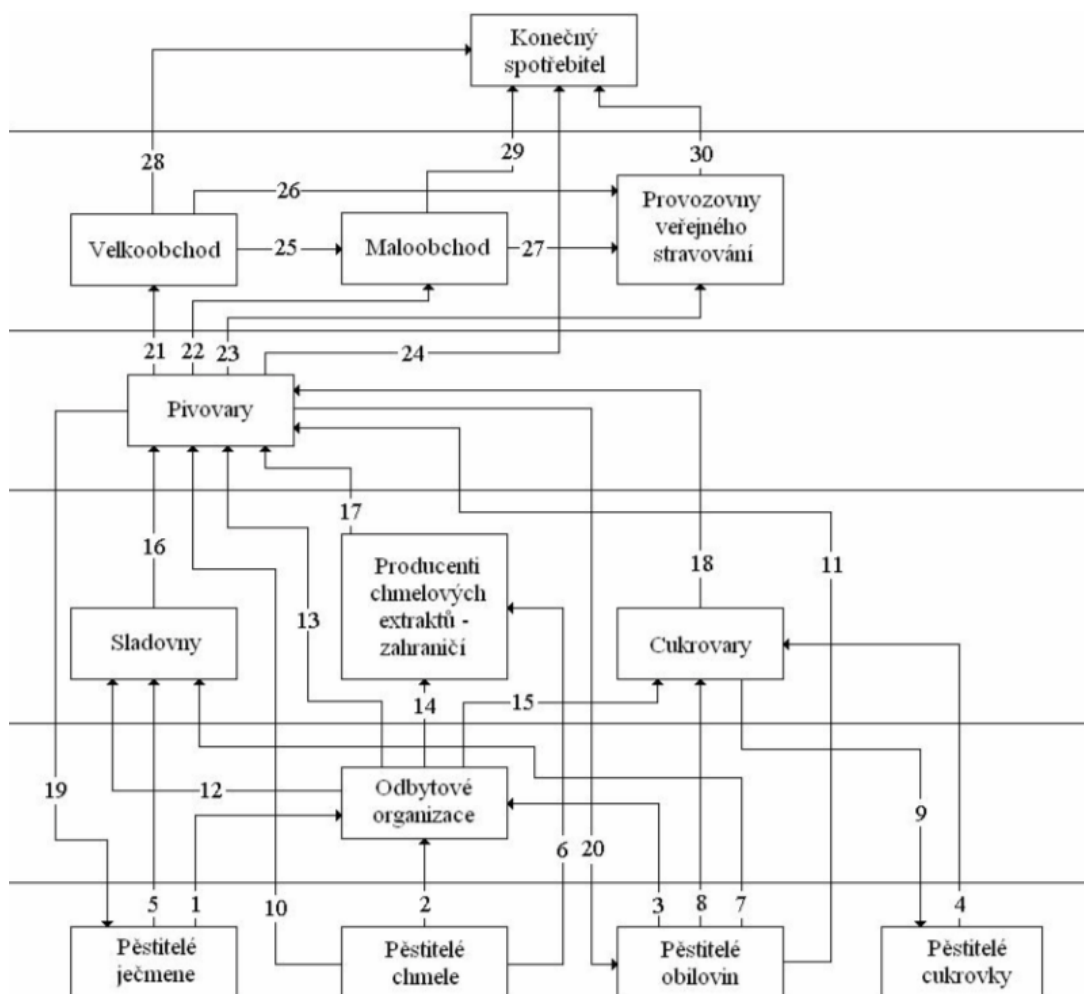 Konečný
spotřebitel
29
28
30
26
Provozovny
veřejného
stravování
Velkoobchod
25
Maloobchod
27
21
22
23
24
Pivovary
17
16
18
11
Producenti
chmelových
extraktů -
zahraničí
13
Sladovny
Cukrovary
14
15
19
12
Odbytové
organizace
9
6
20
5
1
10
2
3
8
7
4
Pěstitelé
ječmene
Pěstitelé
chmele
Pěstitelé
obilovin
Pěstitelé
cukrovky